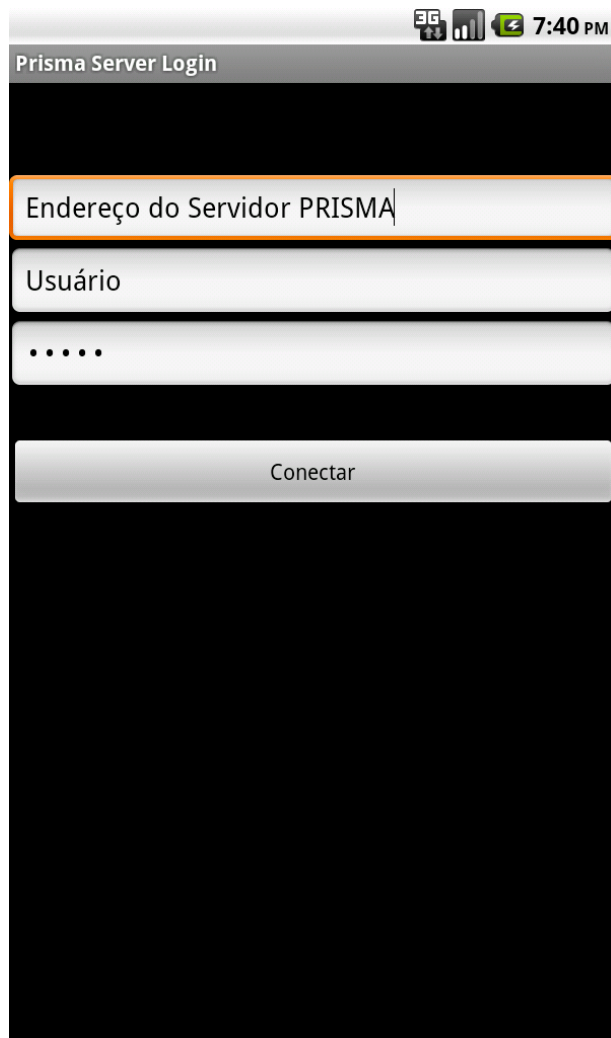 3G 7:40 PM
Prisma Server Login
Endereço do Servidor PRISMA
Usuário
•••••
Conectar